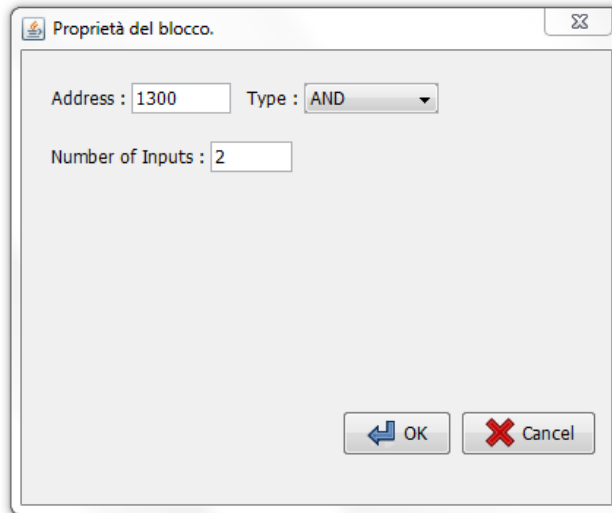 Proprietà del blocco.
Address : 1300 Type : AND
Number of Inputs : 2
OK Cancel